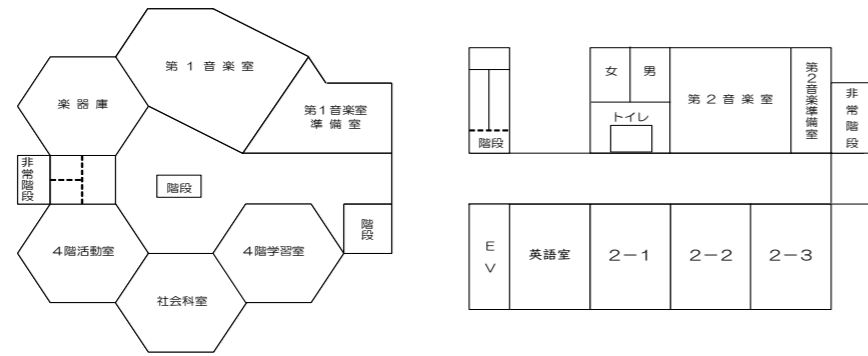 第１音楽室
楽器庫
第１音楽室
準備室
非常階段
階段
階段
４階活動室
４階学習室
社会科室
女
男
トイレ
階段
第２音楽室
第２音楽準備室
非常階段
ＥＶ
英語室
２－１
２－２
２－３